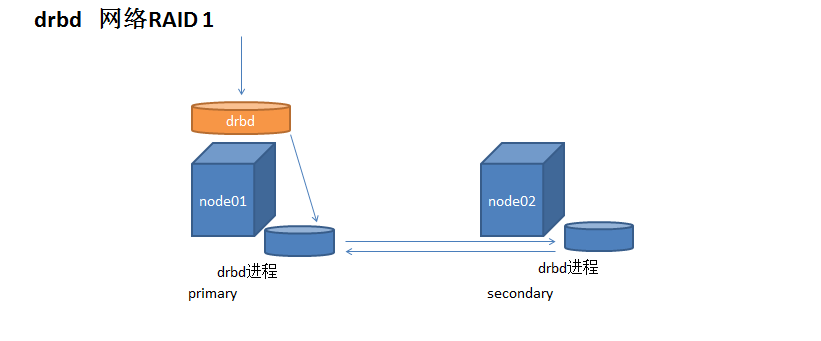 drbd 网络RAID 1
drbd
node01
node02
drbd进程
drbd进程
primary
secondary